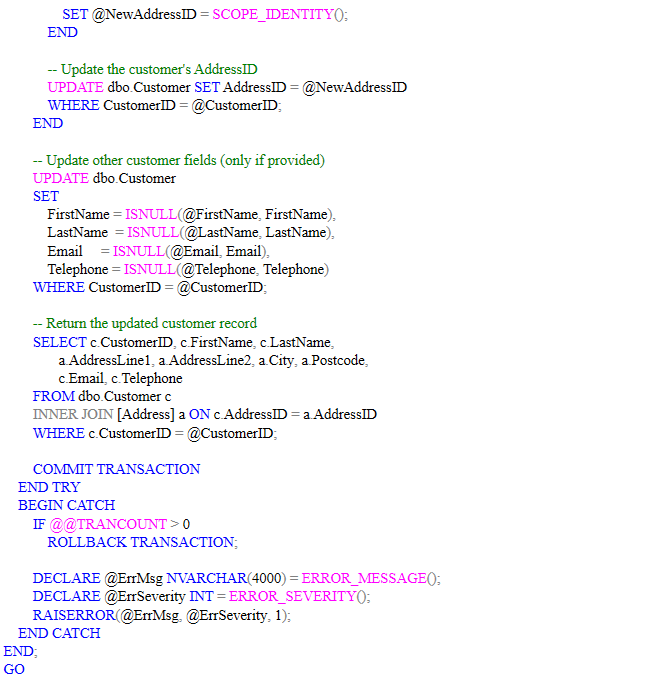 SET @NewAddressID = SCOPE_IDENTITY();
END
-- Update the customer's AddressID
UPDATE dbo.Customer SET AddressID = @NewAddressID
WHERE CustomerID = @CustomerID;
END
-- Update other customer fields (only if provided)
UPDATE dbo.Customer
SET
FirstName = ISNULL(@FirstName, FirstName),
LastName = ISNULL(@LastName, LastName),
Email = ISNULL(@Email, Email),
Telephone = ISNULL(@Telephone, Telephone)
WHERE CustomerID = @CustomerID;
-- Return the updated customer record
SELECT c.CustomerID, c.FirstName, c.LastName,
a.AddressLine1, a.AddressLine2, a.City, a.Postcode,
c.Email, c.Telephone
FROM dbo.Customer c
INNER JOIN [Address] a ON c.AddressID = a.AddressID
WHERE c.CustomerID = @CustomerID;
COMMIT TRANSACTION
END TRY
BEGIN CATCH
IF @@TRANCOUNT > 0
ROLLBACK TRANSACTION;
DECLARE @ErrMsg NVARCHAR(4000) = ERROR_MESSAGE();
DECLARE @ErrSeverity INT = ERROR_SEVERITY();
RAISERROR(@ErrMsg, @ErrSeverity, 1);
END CATCH
END;
GO